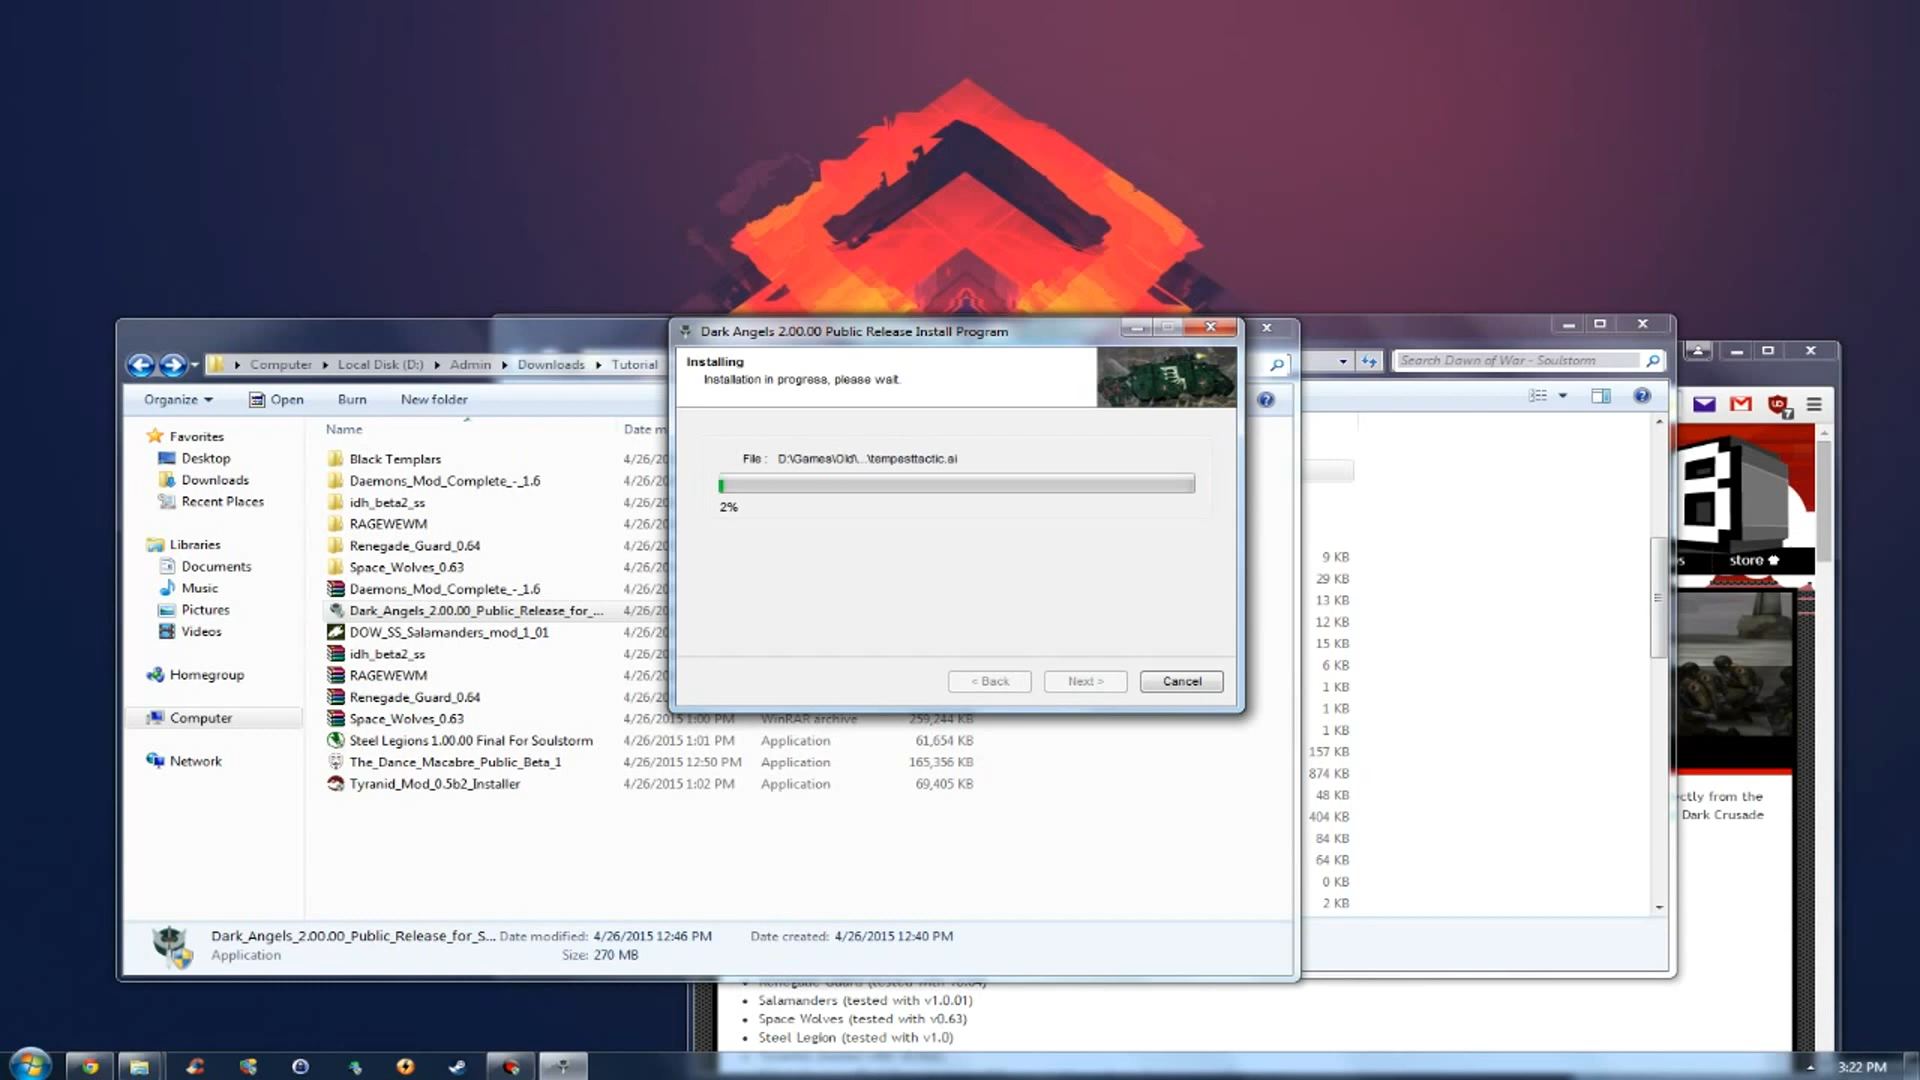 Dark Angels 2.00.00 Public Release Install Program
Installing
Installation in progress, please wait.
File : D:\Games\Old\...\tempesttactic.ai
2%
< Back
Next >
Cancel
Computer
Local Disk (D:)
Admin
Downloads
Tutorial
Search Dawn of War - Soulstorm
Organize
Open
Burn
New folder
Favorites
Desktop
Downloads
Recent Places
Libraries
Documents
Music
Pictures
Videos
Homegroup
Computer
Network
Name Date m
Black Templars 4/26/20
Daemons_Mod_Complete_-_1.6 4/26/20
idh_beta2_ss 4/26/20
RAGEWEWM 4/26/20
Renegade_Guard_0.64 4/26/20
Space_Wolves_0.63 4/26/20
Daemons_Mod_Complete_-_1.6 4/26/20
Dark_Angels_2.00.00_Public_Release_for_... 4/26/20
DOW_SS_Salamanders_mod_1_01 4/26/20
idh_beta2_ss 4/26/20
RAGEWEWM 4/26/20
Renegade_Guard_0.64 4/26/20
Space_Wolves_0.63 4/26/2015 1:00 PM WinRAR archive 259,244 KB
Steel Legions 1.00.00 Final For Soulstorm 4/26/2015 1:01 PM Application 61,654 KB
The_Dance_Macabre_Public_Beta_1 4/26/2015 12:50 PM Application 165,356 KB
Tyranid_Mod_0.5b2_Installer 4/26/2015 1:02 PM Application 69,405 KB
Dark_Angels_2.00.00_Public_Release_for_S... Date modified: 4/26/2015 12:46 PM Date created: 4/26/2015 12:40 PM
Application Size: 270 MB
9 KB
29 KB
13 KB
12 KB
15 KB
6 KB
1 KB
1 KB
1 KB
157 KB
874 KB
48 KB
404 KB
84 KB
64 KB
0 KB
2 KB
7
s store
ctly from the
Dark Crusade
Salamanders (tested with v1.0.01)
Space Wolves (tested with v0.63)
Steel Legion (tested with v1.0)
3:22 PM